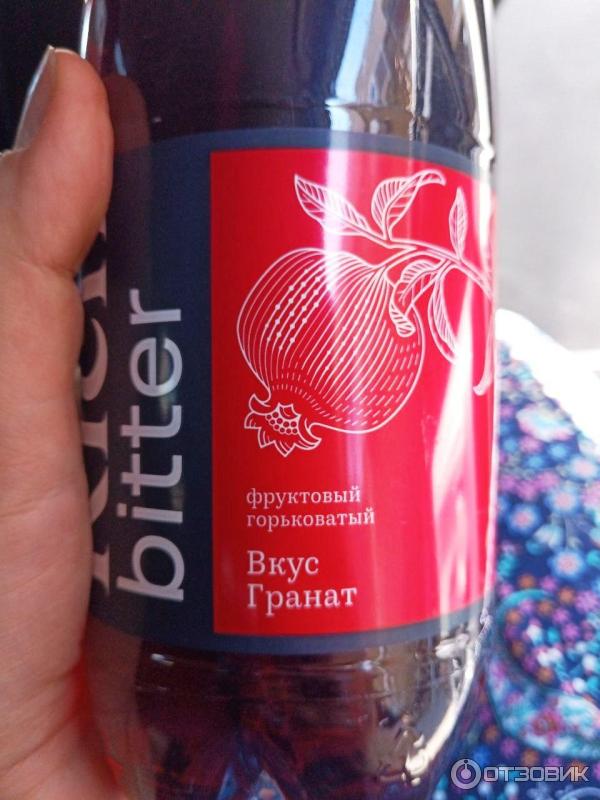 bitter
фруктовый
горьковатый
Вкус
Гранат
ОТЗОВИК